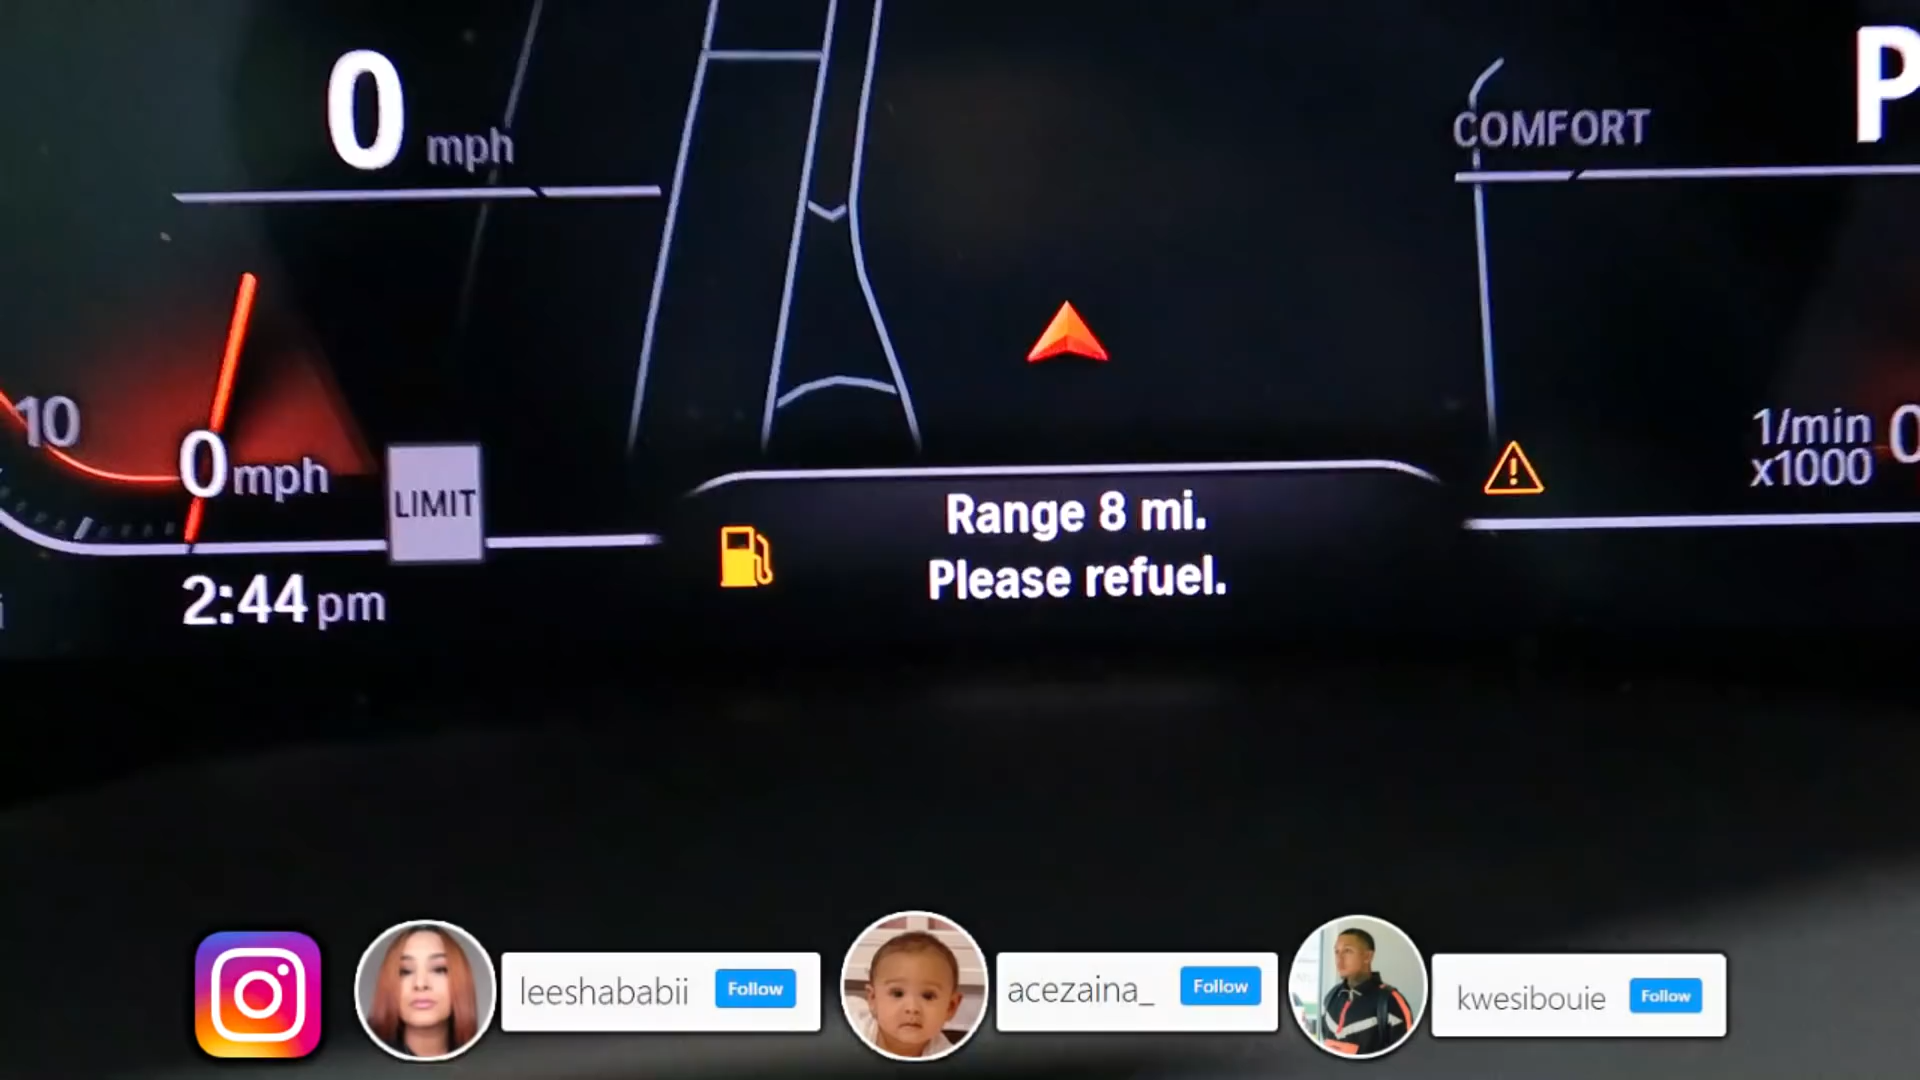 0 mph
COMFORT
P
10
0 mph
LIMIT
1/min
x1000
0
Range 8 mi.
Please refuel.
2:44 pm
leeshababii Follow
acezaina_ Follow
kwesibouie Follow